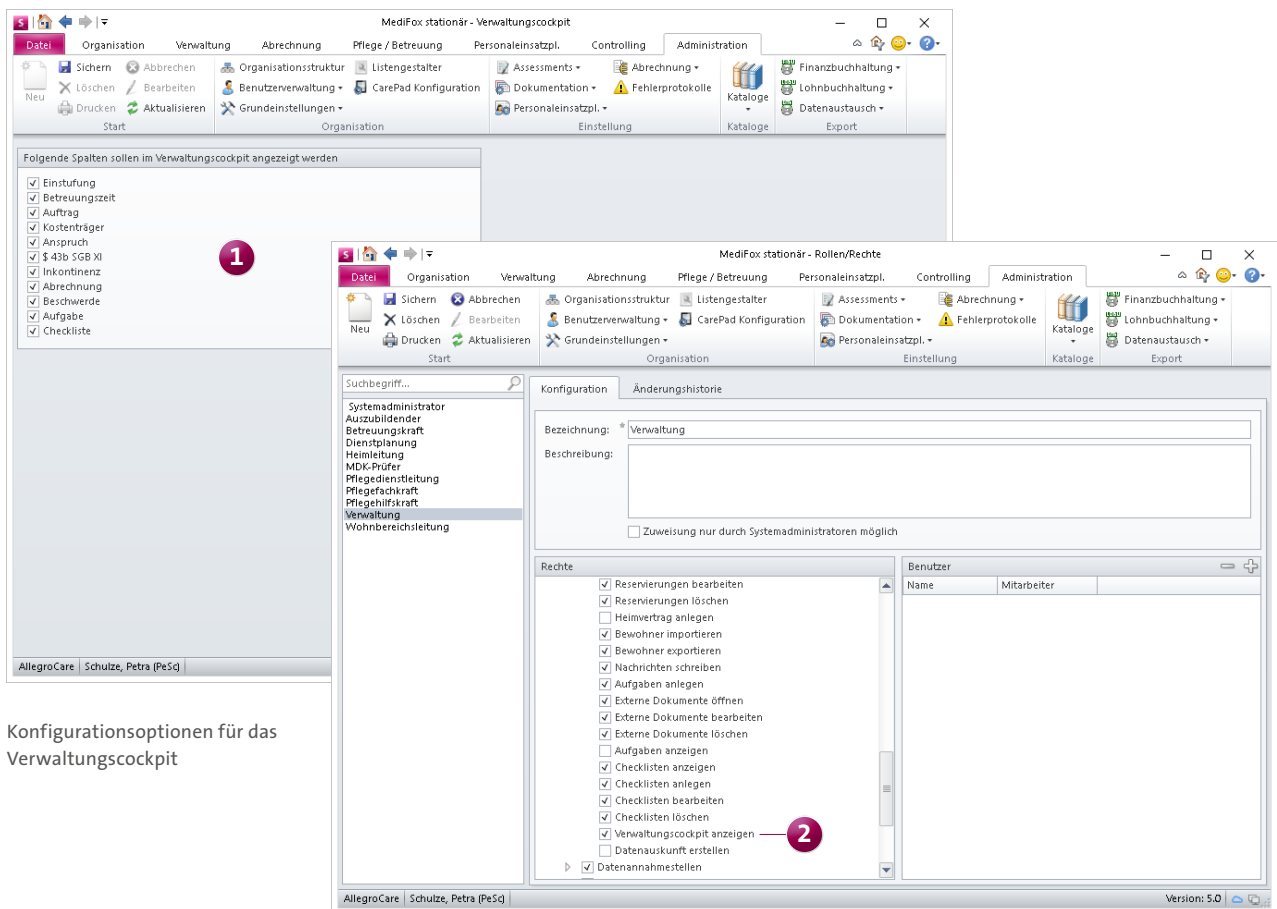 MediFox stationär - Verwaltungscockpit
Datei Organisation Verwaltung Abrechnung Pflege / Betreuung Personaleinsatzpl. Controlling Administration
Neu
Sichern Abbrechen
Löschen Bearbeiten
Drucken Aktualisieren
Start
Organisationsstruktur Listengestalter
Benutzerverwaltung CarePad Konfiguration
Grundeinstellungen
Organisation
Assessments Abrechnung
Dokumentation Fehlerprotokolle
Personaleinsatzpl.
Einstellung
Kataloge
Kataloge
Finanzbuchhaltung
Lohnbuchhaltung
Datenaustausch
Export
Folgende Spalten sollen im Verwaltungscockpit angezeigt werden
Einstufung
Betreuungszeit
Auftrag
Kostenträger
Anspruch
$ 43b SGB XI
Inkontinenz
Abrechnung
Beschwerde
Aufgabe
Checkliste
1
AllegroCare Schulze, Petra (PeSc)
Konfigurationsoptionen für das
Verwaltungscockpit
MediFox stationär - Rollen/Rechte
Datei Organisation Verwaltung Abrechnung Pflege / Betreuung Personaleinsatzpl. Controlling Administration
Neu
Sichern Abbrechen
Löschen Bearbeiten
Drucken Aktualisieren
Start
Organisationsstruktur Listengestalter
Benutzerverwaltung CarePad Konfiguration
Grundeinstellungen
Organisation
Assessments Abrechnung
Dokumentation Fehlerprotokolle
Personaleinsatzpl.
Einstellung
Kataloge
Kataloge
Finanzbuchhaltung
Lohnbuchhaltung
Datenaustausch
Export
Suchbegriff...
Systemadministrator
Auszubildender
Betreuungskraft
Dienstplanung
Heimleitung
MDK-Prüfer
Pflegedienstleitung
Pflegefachkraft
Pflegehilfskraft
Verwaltung
Wohnbereichsleitung
Konfiguration Änderungshistorie
Bezeichnung: * Verwaltung
Beschreibung:
Zuweisung nur durch Systemadministratoren möglich
Rechte
Reservierungen bearbeiten
Reservierungen löschen
Heimvertrag anlegen
Bewohner importieren
Bewohner exportieren
Nachrichten schreiben
Aufgaben anlegen
Externe Dokumente öffnen
Externe Dokumente bearbeiten
Externe Dokumente löschen
Aufgaben anzeigen
Checklisten anzeigen
Checklisten anlegen
Checklisten bearbeiten
Checklisten löschen
Verwaltungscockpit anzeigen
2
Datenauskunft erstellen
Datenannahmestellen
Benutzer
Name Mitarbeiter
AllegroCare Schulze, Petra (PeSc) Version: 5.0